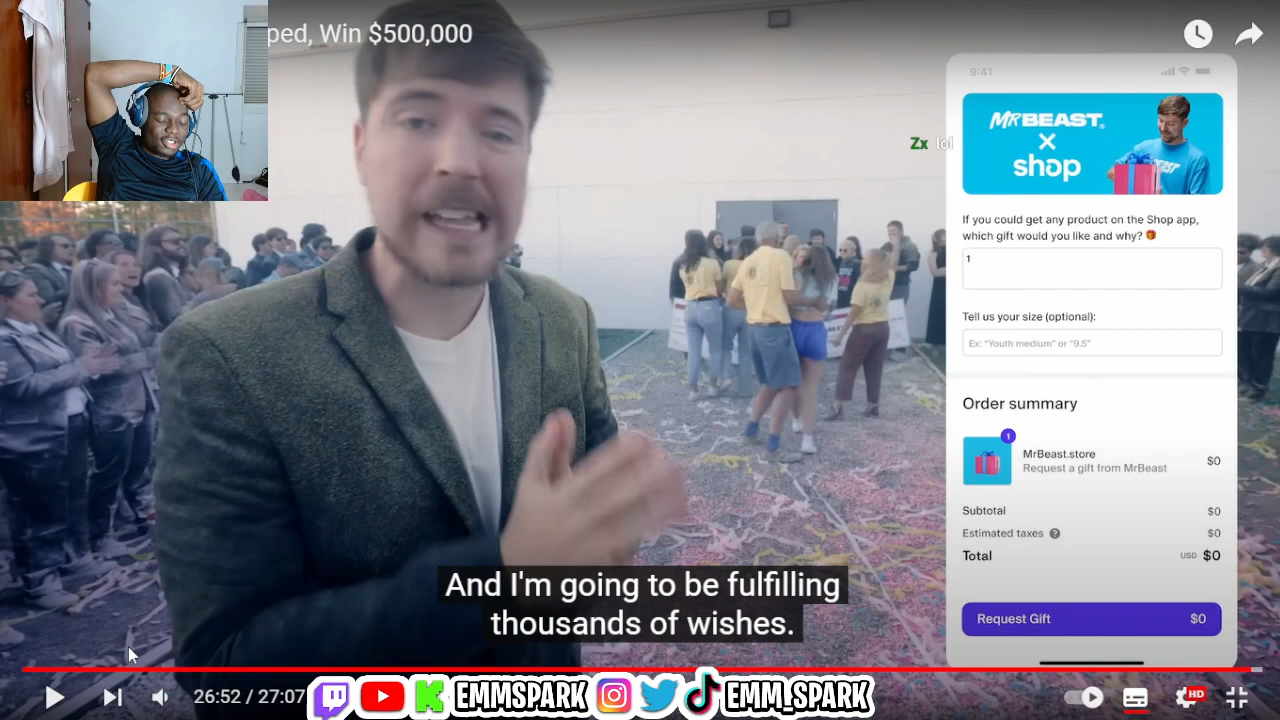 ped, Win $500,000
Zx lol
9:41
MRBEAST.
X
shop
If you could get any product on the Shop app,
which gift would you like and why? 🎁
1
Tell us your size (optional):
Ex: “Youth medium” or “9.5”
Order summary
1
MrBeast.store
$0
Request a gift from MrBeast
Subtotal $0
Estimated taxes ? $0
Total USD $0
Request Gift $0
And I'm going to be fulfilling
thousands of wishes.
26:52 / 27:07
HD
EMMSPARK
EMM_SPARK